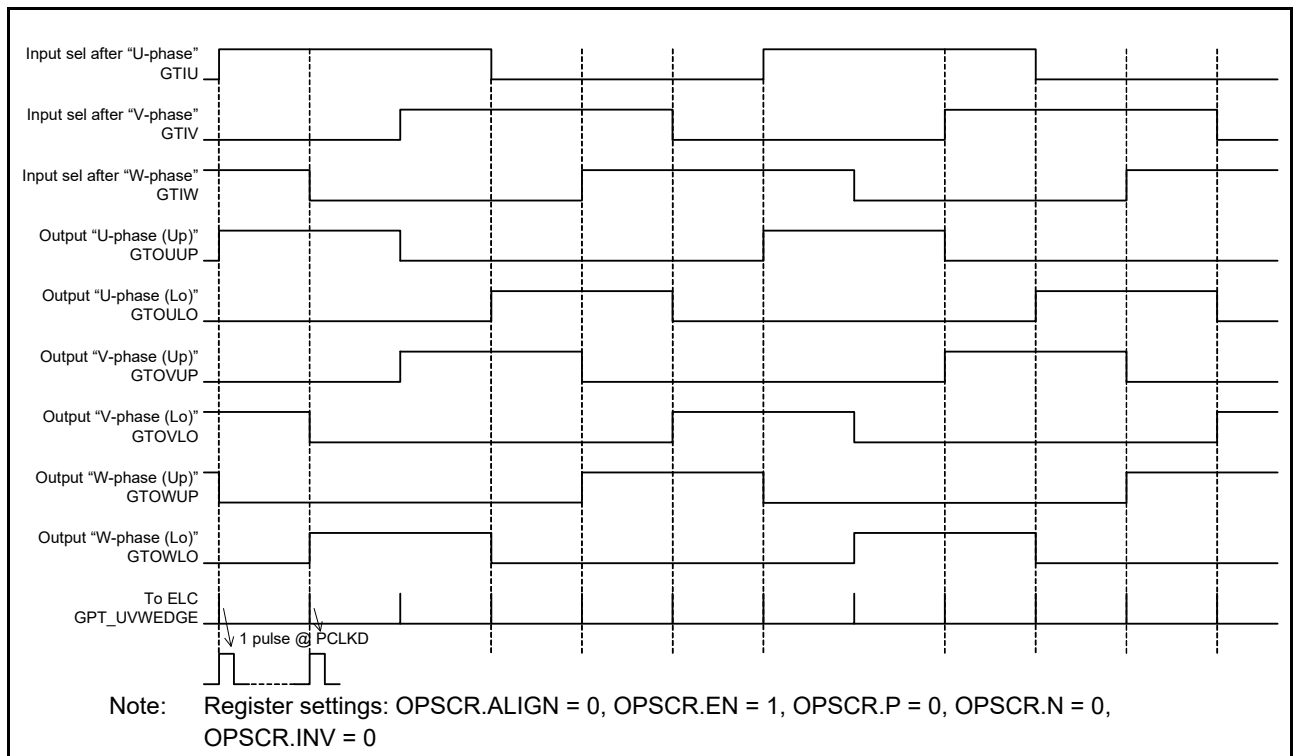 Input sel after “U-phase”
GTIU
Input sel after “V-phase”
GTIV
Input sel after “W-phase”
GTIW
Output “U-phase (Up)”
GTOUUP
Output “U-phase (Lo)”
GTOULO
Output “V-phase (Up)”
GTOVUP
Output “V-phase (Lo)”
GTOVLO
Output “W-phase (Up)”
GTOWUP
Output “W-phase (Lo)”
GTOWLO
To ELC
GPT_UVWEDGE
1 pulse @ PCLKD
Note: Register settings: OPSCR.ALIGN = 0, OPSCR.EN = 1, OPSCR.P = 0, OPSCR.N = 0,
OPSCR.INV = 0